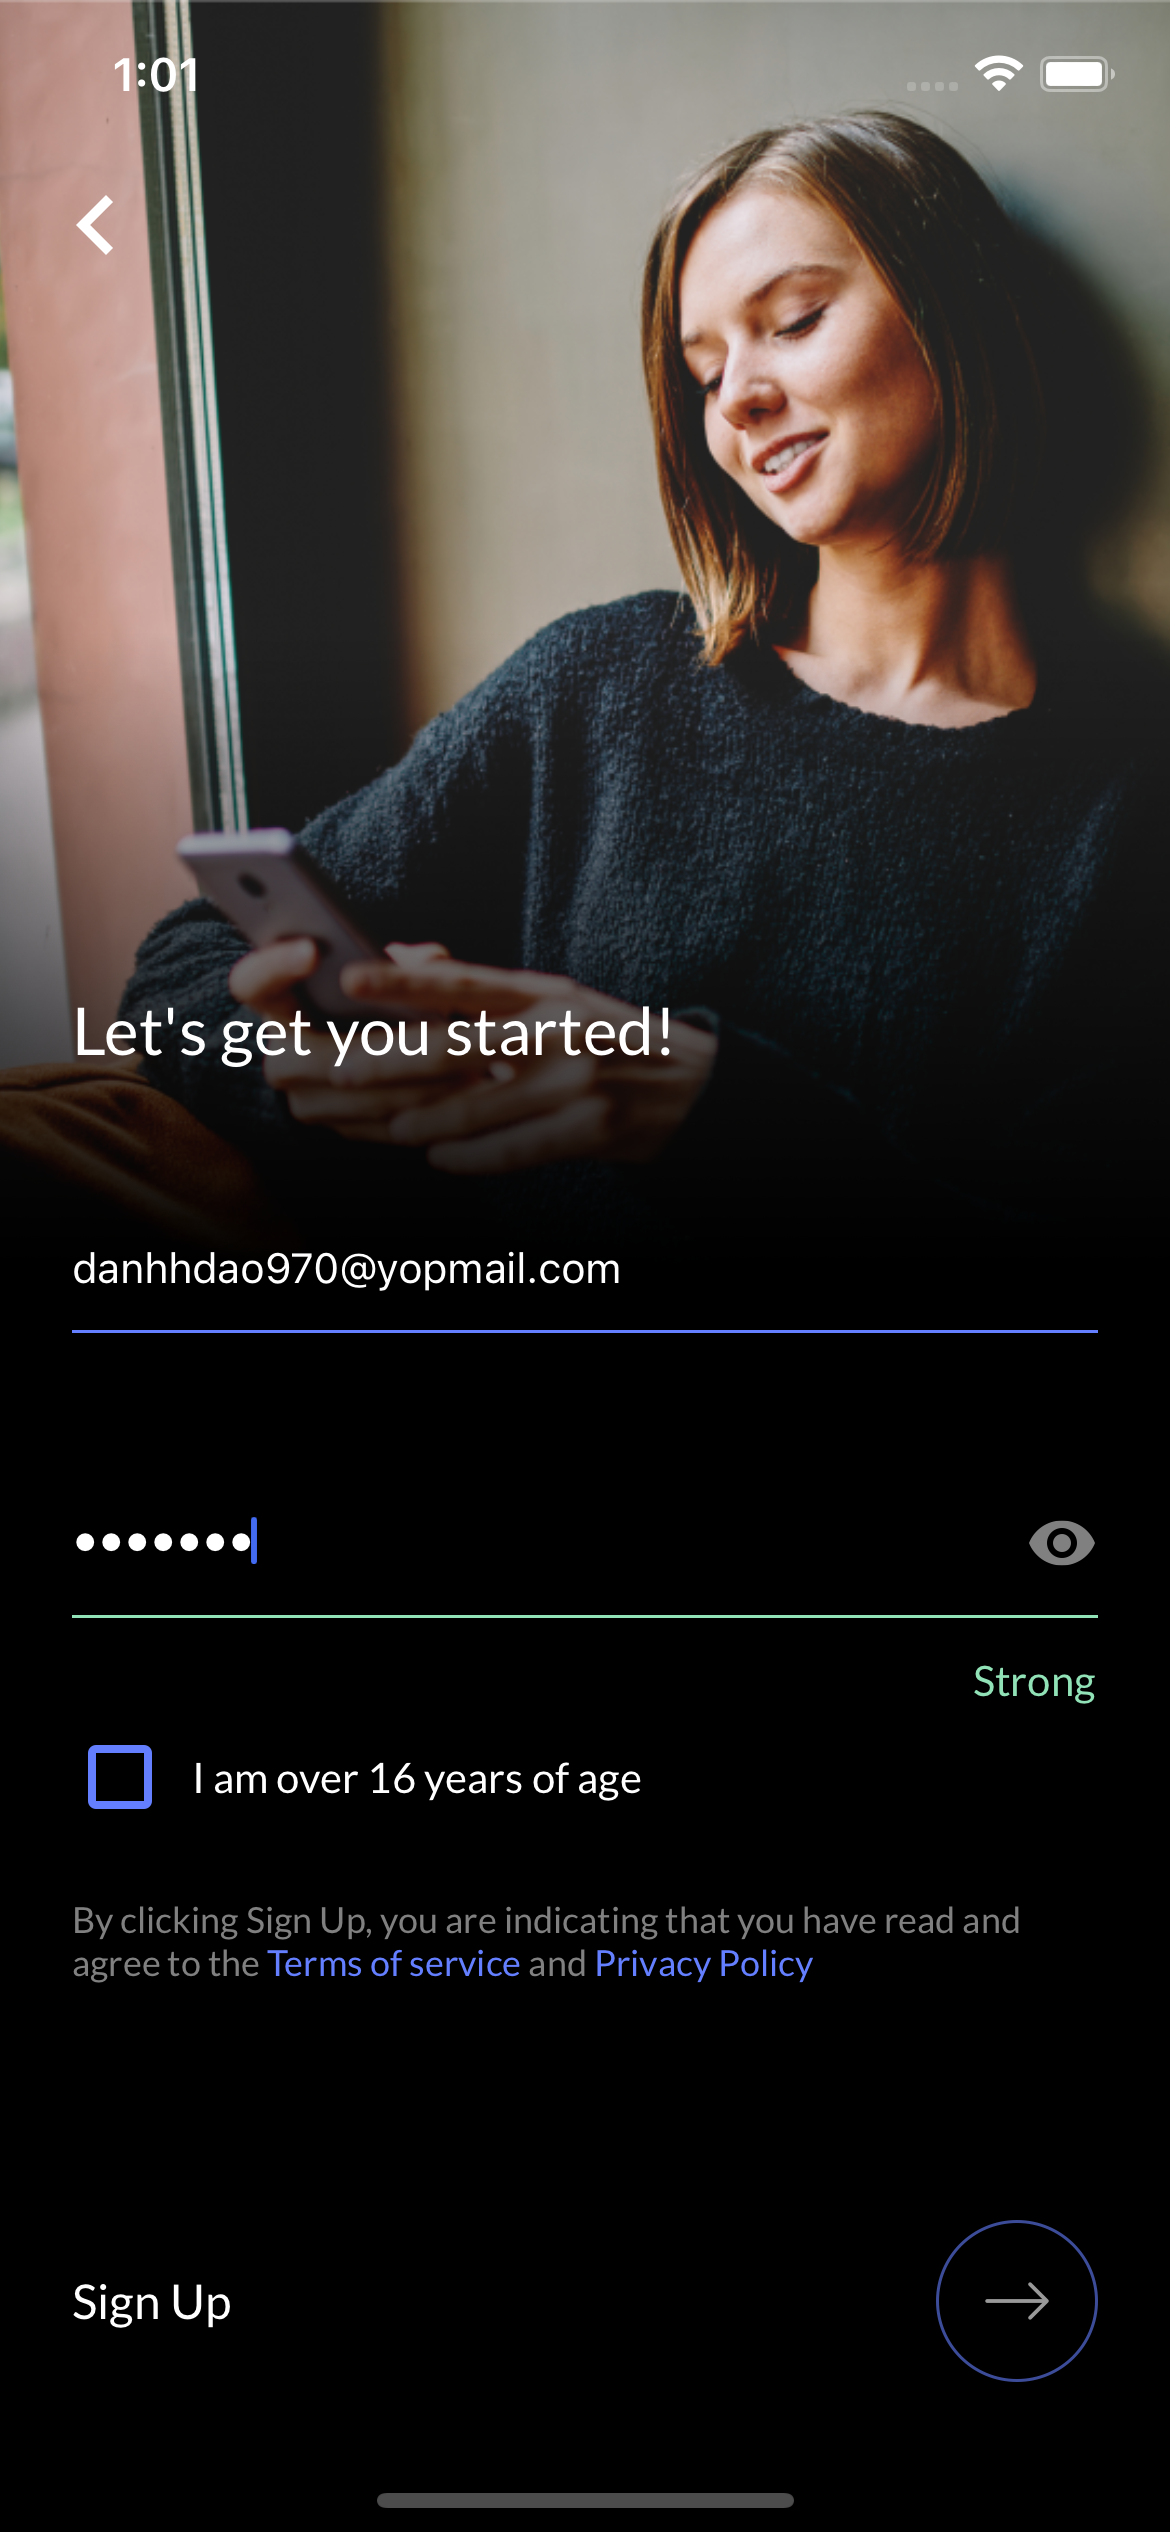 1:01
Let's get you started!
danhhdao970@yopmail.com
•••••••
Strong
I am over 16 years of age
By clicking Sign Up, you are indicating that you have read and
agree to the Terms of service and Privacy Policy
Sign Up